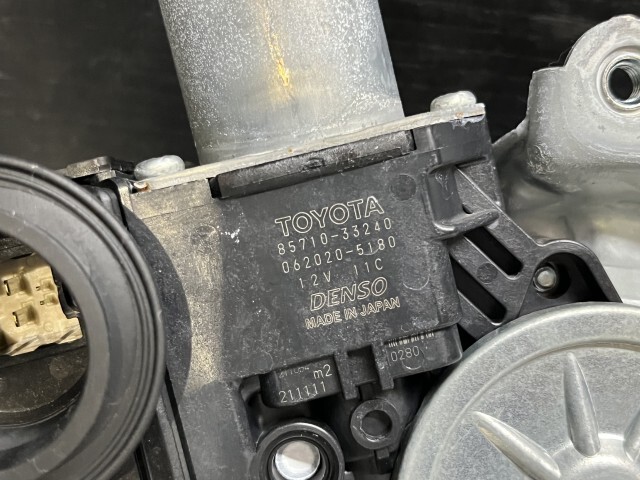 TOYOTA
85710-33240
062020-5180
12V 11C
DENSO
MADE IN JAPAN
0280
m2
211111